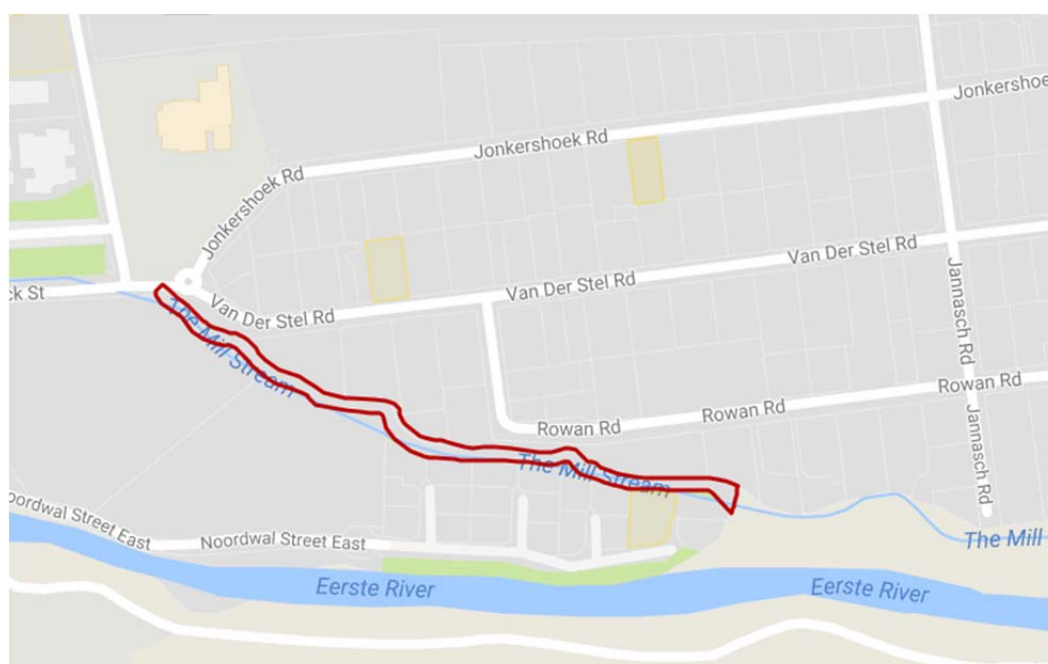 Jonkershoek
Jonkershoek Rd
Jonkershoek Rd
Van Der Stel Rd
ck St
Van Der Stel Rd
Van Der Stel Rd
Jannasch Rd
The Mill Stream
Rowan Rd
Rowan Rd
Rowan Rd
Jannasch Rd
The Mill Stream
oordwal Street East
Noordwal Street East
The Mill
Eerste River
Eerste River